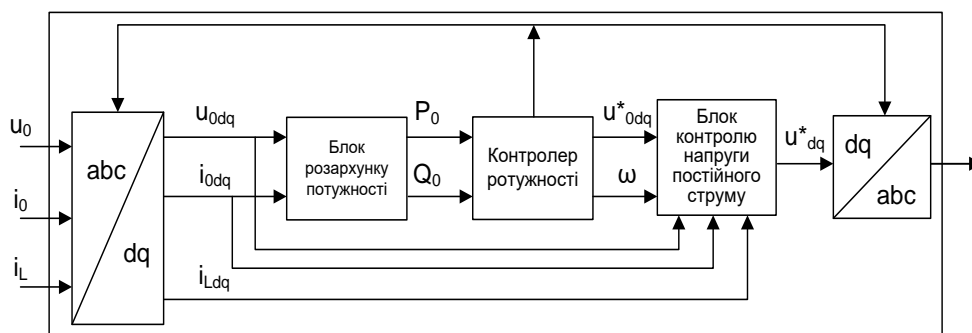 u0
i0
iL
abc
dq
u0dq
i0dq
iLdq
Блок
розархунку
потужності
P0
Q0
Контролер
ротужності
u*0dq
ω
Блок
контролю
напруги
постійного
струму
u*dq
dq
abc